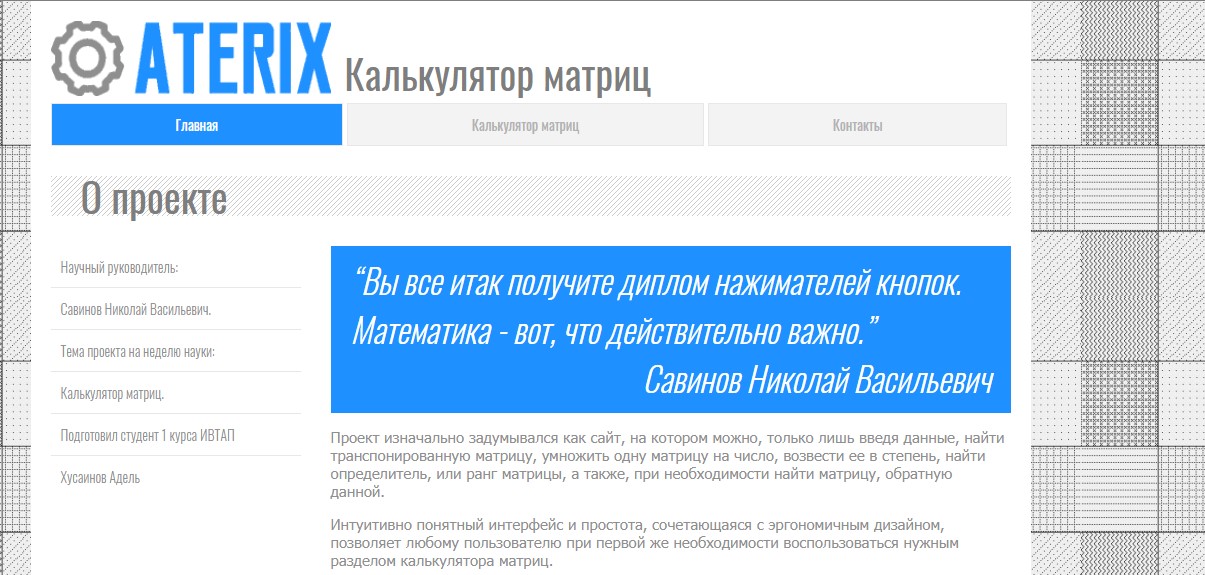 ATERIX Калькулятор матриц
Главная
Калькулятор матриц
Контакты
О проекте
Научный руководитель:
Савинов Николай Васильевич.
Тема проекта на неделю науки:
Калькулятор матриц.
Подготовил студент 1 курса ИВТАП
Хусаинов Адель
“Вы все итак получите диплом нажимателей кнопок.
Математика - вот, что действительно важно.”
Савинов Николай Васильевич
Проект изначально задумывался как сайт, на котором можно, только лишь введя данные, найти
транспонированную матрицу, умножить одну матрицу на число, возвести ее в степень, найти
определитель, или ранг матрицы, а также, при необходимости найти матрицу, обратную
данной.
Интуитивно понятный интерфейс и простота, сочетающаяся с эргономичным дизайном,
позволяет любому пользователю при первой же необходимости воспользоваться нужным
разделом калькулятора матриц.